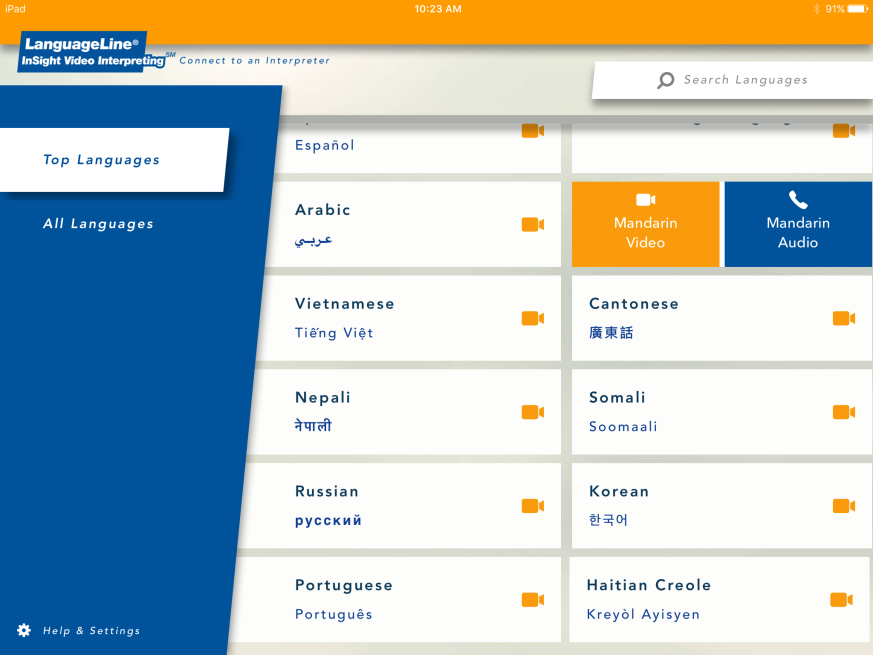 iPad
10:23 AM
91%
LanguageLine®
InSight Video Interpreting℠
Connect to an Interpreter
Search Languages
Top Languages
All Languages
Español
Arabic
عربي
Mandarin
Video
Mandarin
Audio
Vietnamese
Tiếng Việt
Cantonese
廣東話
Nepali
नेपाली
Somali
Soomaali
Russian
русский
Korean
한국어
Portuguese
Português
Haitian Creole
Kreyòl Ayisyen
Help & Settings